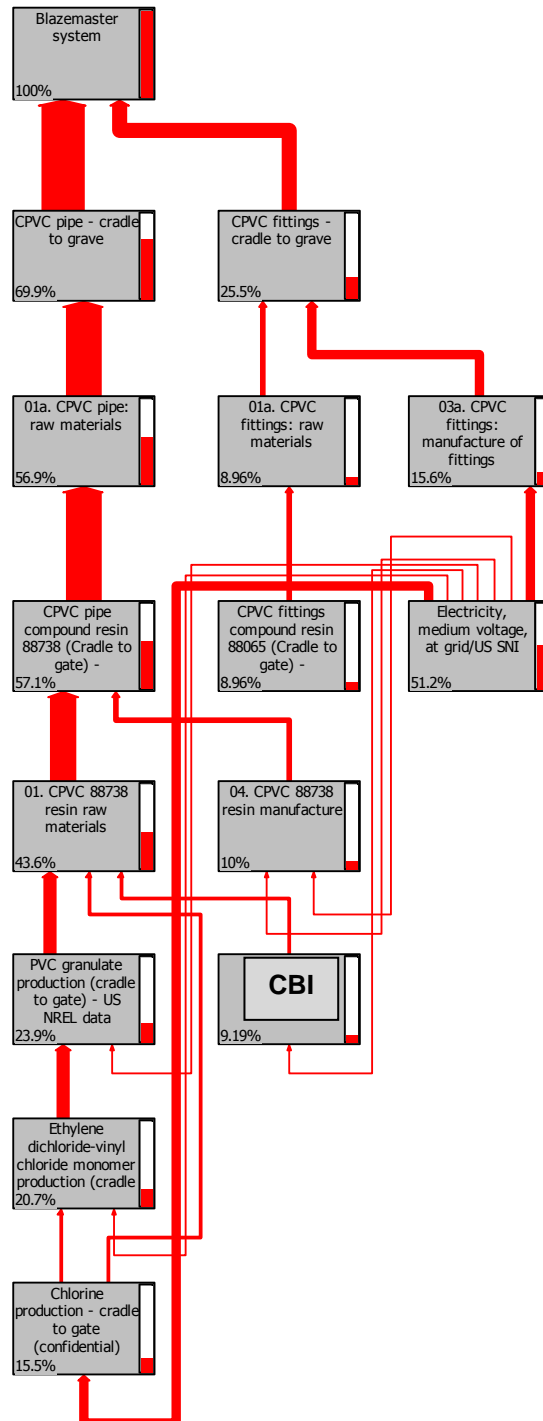 Blazemaster
system
100%
CPVC pipe - cradle
to grave
69.9%
CPVC fittings -
cradle to grave
25.5%
01a. CPVC pipe:
raw materials
56.9%
01a. CPVC
fittings: raw
materials
8.96%
03a. CPVC
fittings:
manufacture of
fittings
15.6%
CPVC pipe
compound resin
88738 (Cradle to
gate) -
57.1%
CPVC fittings
compound resin
88065 (Cradle to
gate) -
8.96%
Electricity,
medium voltage,
at grid/US SNI
51.2%
01. CPVC 88738
resin raw
materials
43.6%
04. CPVC 88738
resin manufacture
10%
PVC granulate
production (cradle
to gate) - US
NREL data
23.9%
CBI
9.19%
Ethylene
dichloride-vinyl
chloride monomer
production (cradle
20.7%
Chlorine
production - cradle
to gate
(confidential)
15.5%